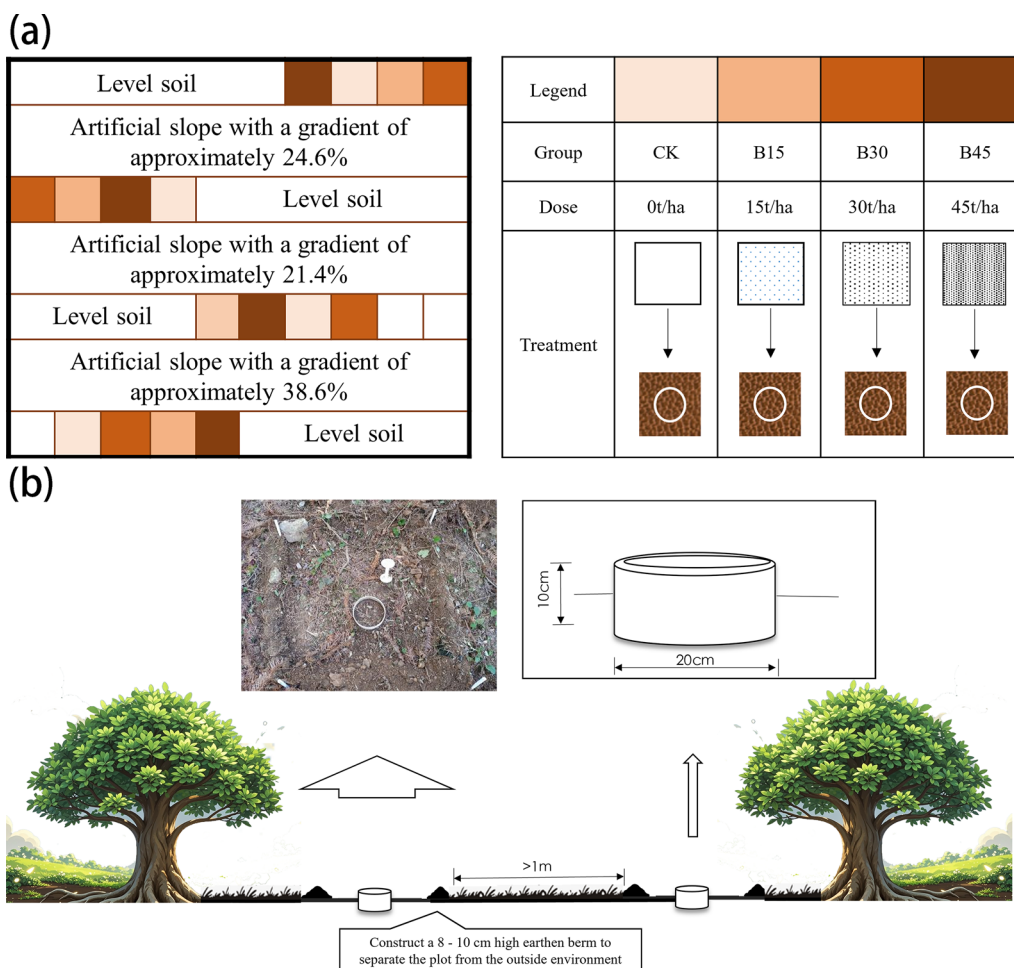 (a)
Level soil
Artificial slope with a gradient of
approximately 24.6%
Level soil
Artificial slope with a gradient of
approximately 21.4%
Level soil
Artificial slope with a gradient of
approximately 38.6%
Level soil
Legend
Group CK B15 B30 B45
Dose 0t/ha 15t/ha 30t/ha 45t/ha
Treatment
(b)
10cm
20cm
>1m
Construct a 8 - 10 cm high earthen berm to
separate the plot from the outside environment